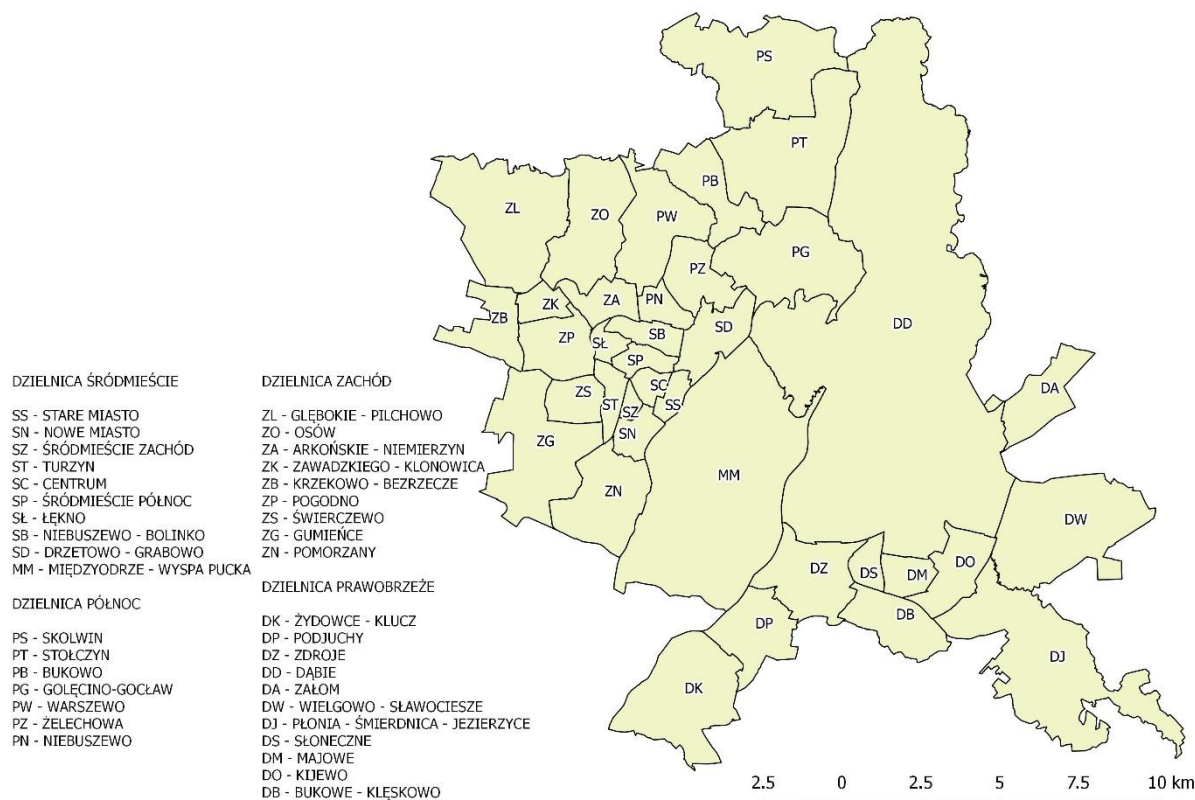 PS
PT
PB
ZL
ZO
PW
PG
PZ
ZK
ZA
PN
ZB
ZP
SŁ
SB
SD
DD
SP
ZS
ST
SC
SS
SZ
SN
ZG
ZN
MM
DA
DW
DZ
DS
DM
DO
DB
DP
DK
DJ
DZIELNICA ŚRÓDMIEŚCIE
SS - STARE MIASTO
SN - NOWE MIASTO
SZ - ŚRÓDMIEŚCIE ZACHÓD
ST - TURZYN
SC - CENTRUM
SP - ŚRÓDMIEŚCIE PÓŁNOC
SŁ - ŁĘKNO
SB - NIEBUSZEWO - BOLINKO
SD - DRZETOWO - GRABOWO
MM - MIĘDZYODRZE - WYSPA PUCKA
DZIELNICA PÓŁNOC
PS - SKOLWIN
PT - STOŁCZYN
PB - BUKOWO
PG - GOLĘCINO-GOCŁAW
PW - WARSZEWO
PZ - ŻELECHOWA
PN - NIEBUSZEWO
DZIELNICA ZACHÓD
ZL - GŁĘBOKIE - PILCHOWO
ZO - OSÓW
ZA - ARKOŃSKIE - NIEMIERZYN
ZK - ZAWADZKIEGO - KLONOWICA
ZB - KRZEKOWO - BEZRZECZE
ZP - POGODNO
ZS - ŚWIERCZEWO
ZG - GUMIEŃCE
ZN - POMORZANY
DZIELNICA PRAWOBRZEŻE
DK - ŻYDOWCE - KLUCZ
DP - PODJUCHY
DZ - ZDROJE
DD - DĄBIE
DA - ZAŁOM
DW - WIELGOWO - SŁAWOCIESZE
DJ - PŁONIA - ŚMIERDNICA - JEZIERZYCE
DS - SŁONECZNE
DM - MAJOWE
DO - KIJEWO
DB - BUKOWE - KLĘSKOWO
2.5 0 2.5 5 7.5 10 km